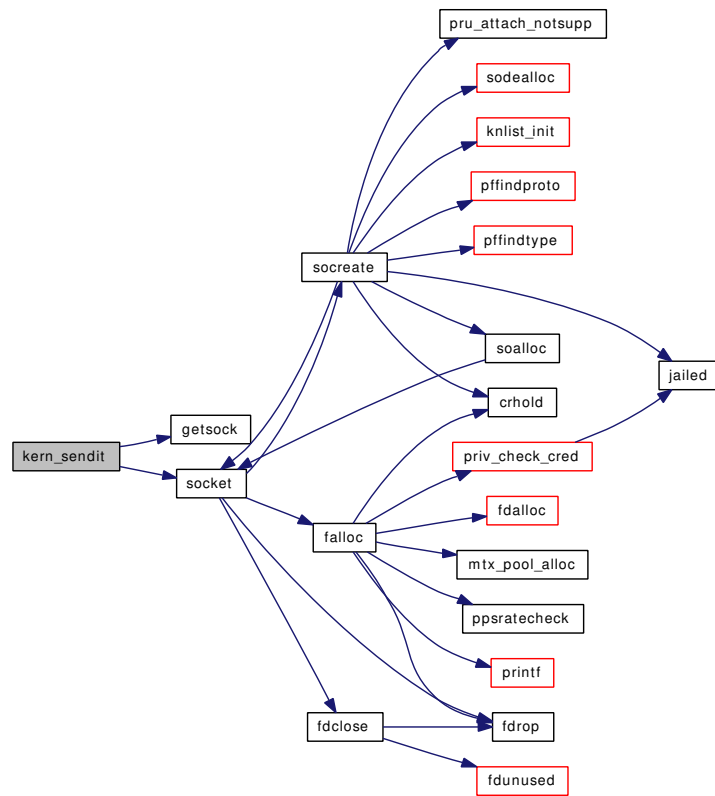 pru_attach_notsupp
sodealloc
knlist_init
pffindproto
pffindtype
socreate
soalloc
jailed
crhold
getsock
kern_sendit
priv_check_cred
socket
fdalloc
falloc
mtx_pool_alloc
ppsratecheck
printf
fdclose
fdrop
fdunused